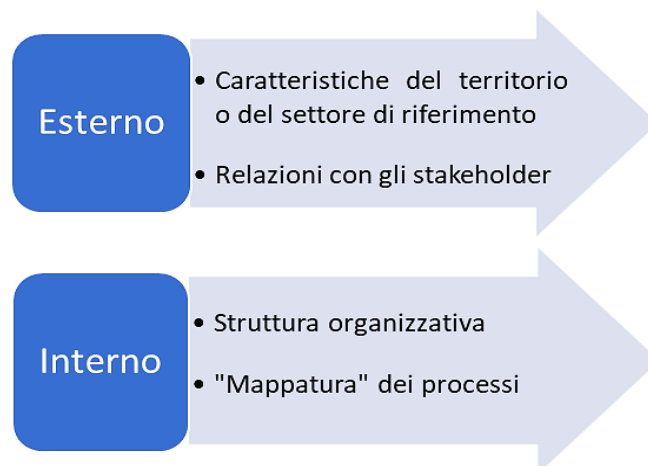 Esterno
• Caratteristiche del territorio
o del settore di riferimento
• Relazioni con gli stakeholder
Interno
• Struttura organizzativa
• "Mappatura" dei processi